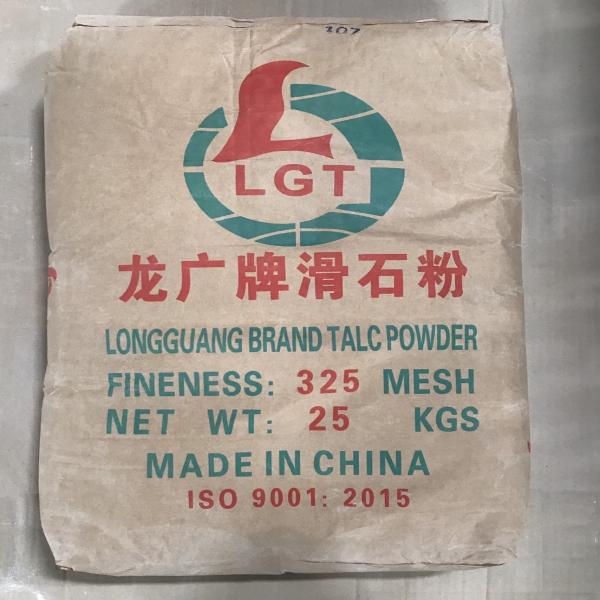 107
LGT
龙广牌滑石粉
LONGGUANG BRAND TALC POWDER
FINENESS: 325 MESH
NET WT: 25 KGS
MADE IN CHINA
ISO 9001: 2015